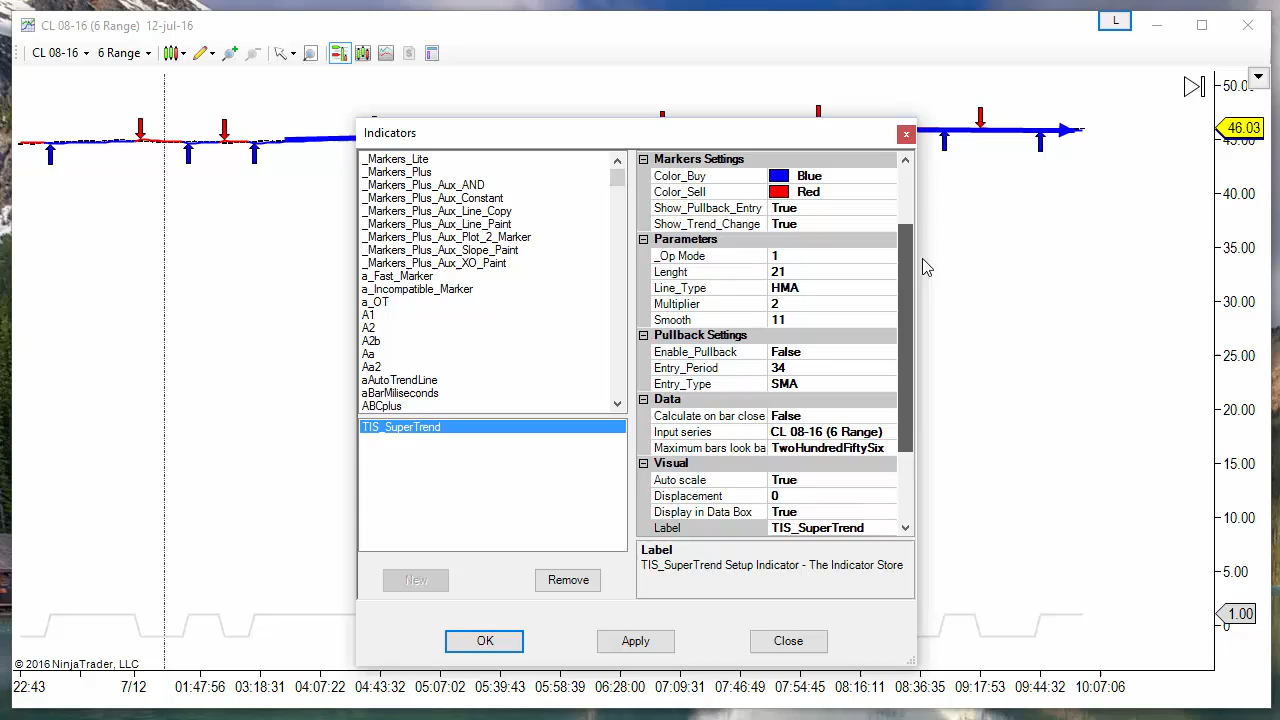 CL 08-16 (6 Range) 12-jul-16
L
CL 08-16
6 Range
50.0
46.03
45.00
40.00
35.00
30.00
25.00
20.00
15.00
10.00
5.00
1.00
0
Indicators
_Markers_Lite
_Markers_Plus
_Markers_Plus_Aux_AND
_Markers_Plus_Aux_Constant
_Markers_Plus_Aux_Line_Copy
_Markers_Plus_Aux_Line_Paint
_Markers_Plus_Aux_Plot_2_Marker
_Markers_Plus_Aux_Slope_Paint
_Markers_Plus_Aux_XO_Paint
a_Fast_Marker
a_Incompatible_Marker
a_OT
A1
A2
A2b
Aa
Aa2
aAutoTrendLine
aBarMiliseconds
ABCplus
TIS_SuperTrend
New
Remove
Markers Settings
Color_Buy Blue
Color_Sell Red
Show_Pullback_Entry True
Show_Trend_Change True
Parameters
_Op Mode 1
Lenght 21
Line_Type HMA
Multiplier 2
Smooth 11
Pullback Settings
Enable_Pullback False
Entry_Period 34
Entry_Type SMA
Data
Calculate on bar close False
Input series CL 08-16 (6 Range)
Maximum bars look ba TwoHundredFiftySix
Visual
Auto scale True
Displacement 0
Display in Data Box True
Label TIS_SuperTrend
Label
TIS_SuperTrend Setup Indicator - The Indicator Store
OK
Apply
Close
© 2016 NinjaTrader, LLC
22:43 7/12 01:47:56 03:18:31 04:07:22 04:43:32 05:07:02 05:39:43 05:58:39 06:28:00 07:09:31 07:46:49 07:54:45 08:16:11 08:36:35 09:17:53 09:44:32 10:07:06